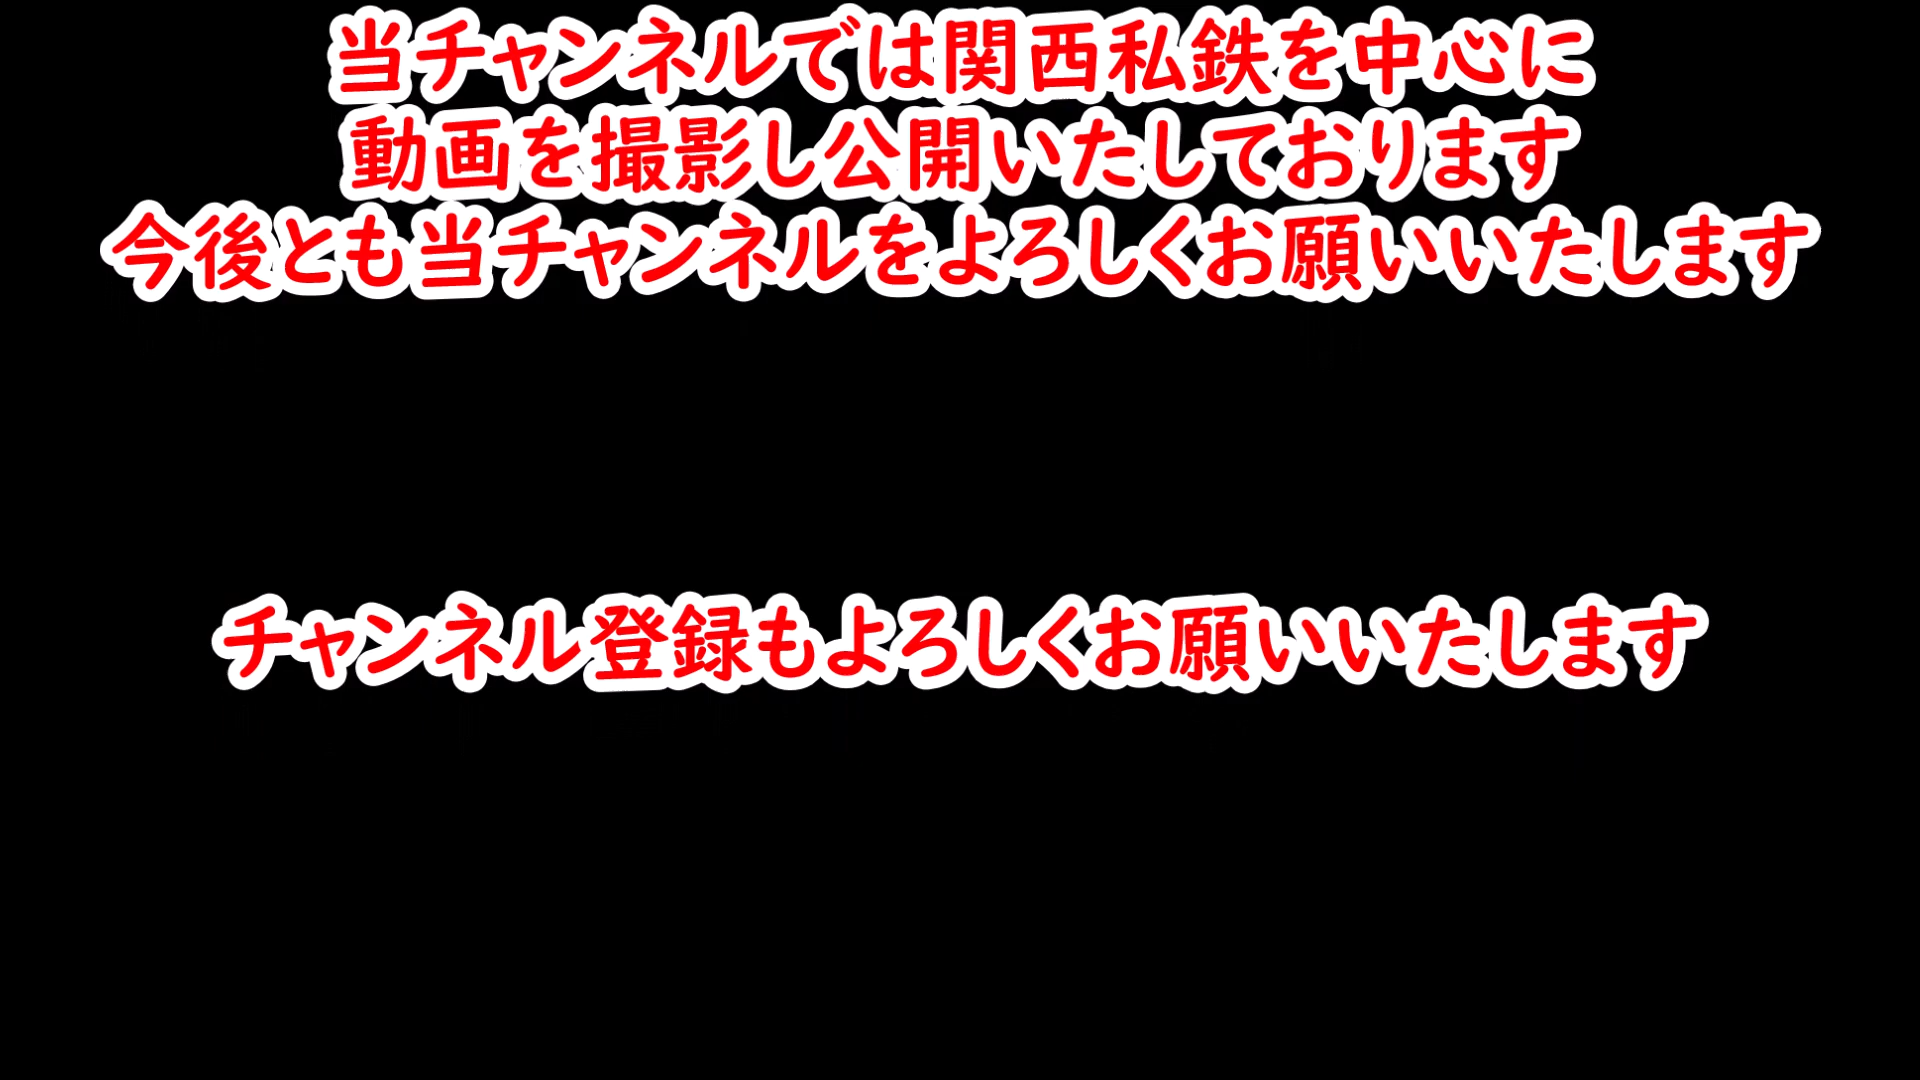 当チャンネルでは関西私鉄を中心に
動画を撮影し公開いたしております
今後とも当チャンネルをよろしくお願いいたします
チャンネル登録もよろしくお願いいたします